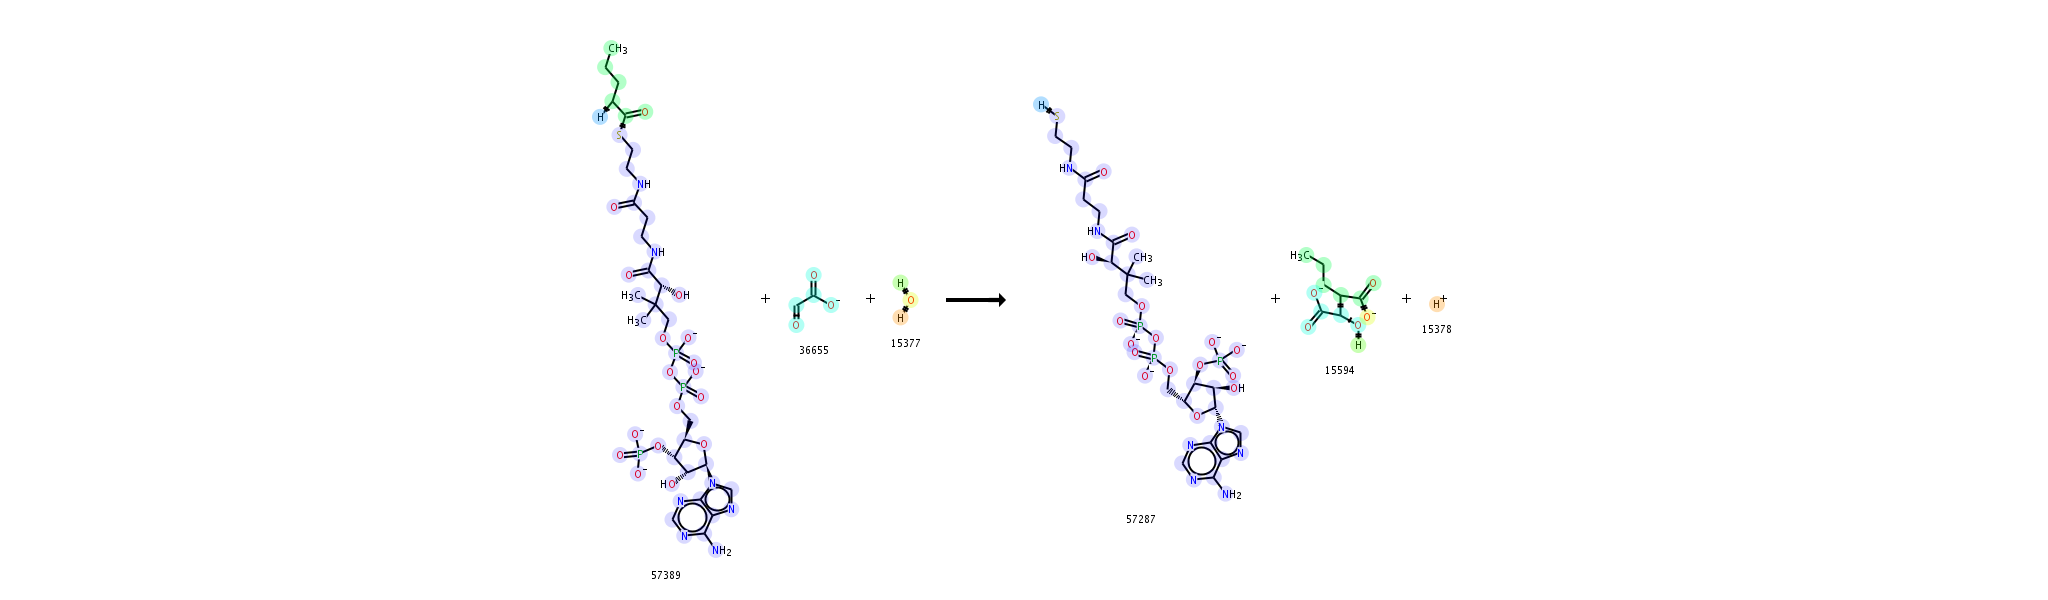 CH3
H
O
S
NH
O
NH
O
OH
H3C
H3C
O
O−
P
O
O
O−
P
O
O
O−
O
O
P
O
O−
HO
N
N
N
N
N
NH2
57389
+
O
O−
O
36655
+
H
O
H
15377
H
S
HN
O
HN
O
HO
CH3
CH3
O
O
P
O
O−
O
P
O−
O
O−
O−
O
P
O
OH
O
N
N
N
N
N
NH2
57287
+
H3C
O−
O
O
O−
O
H
15594
+
H+
15378